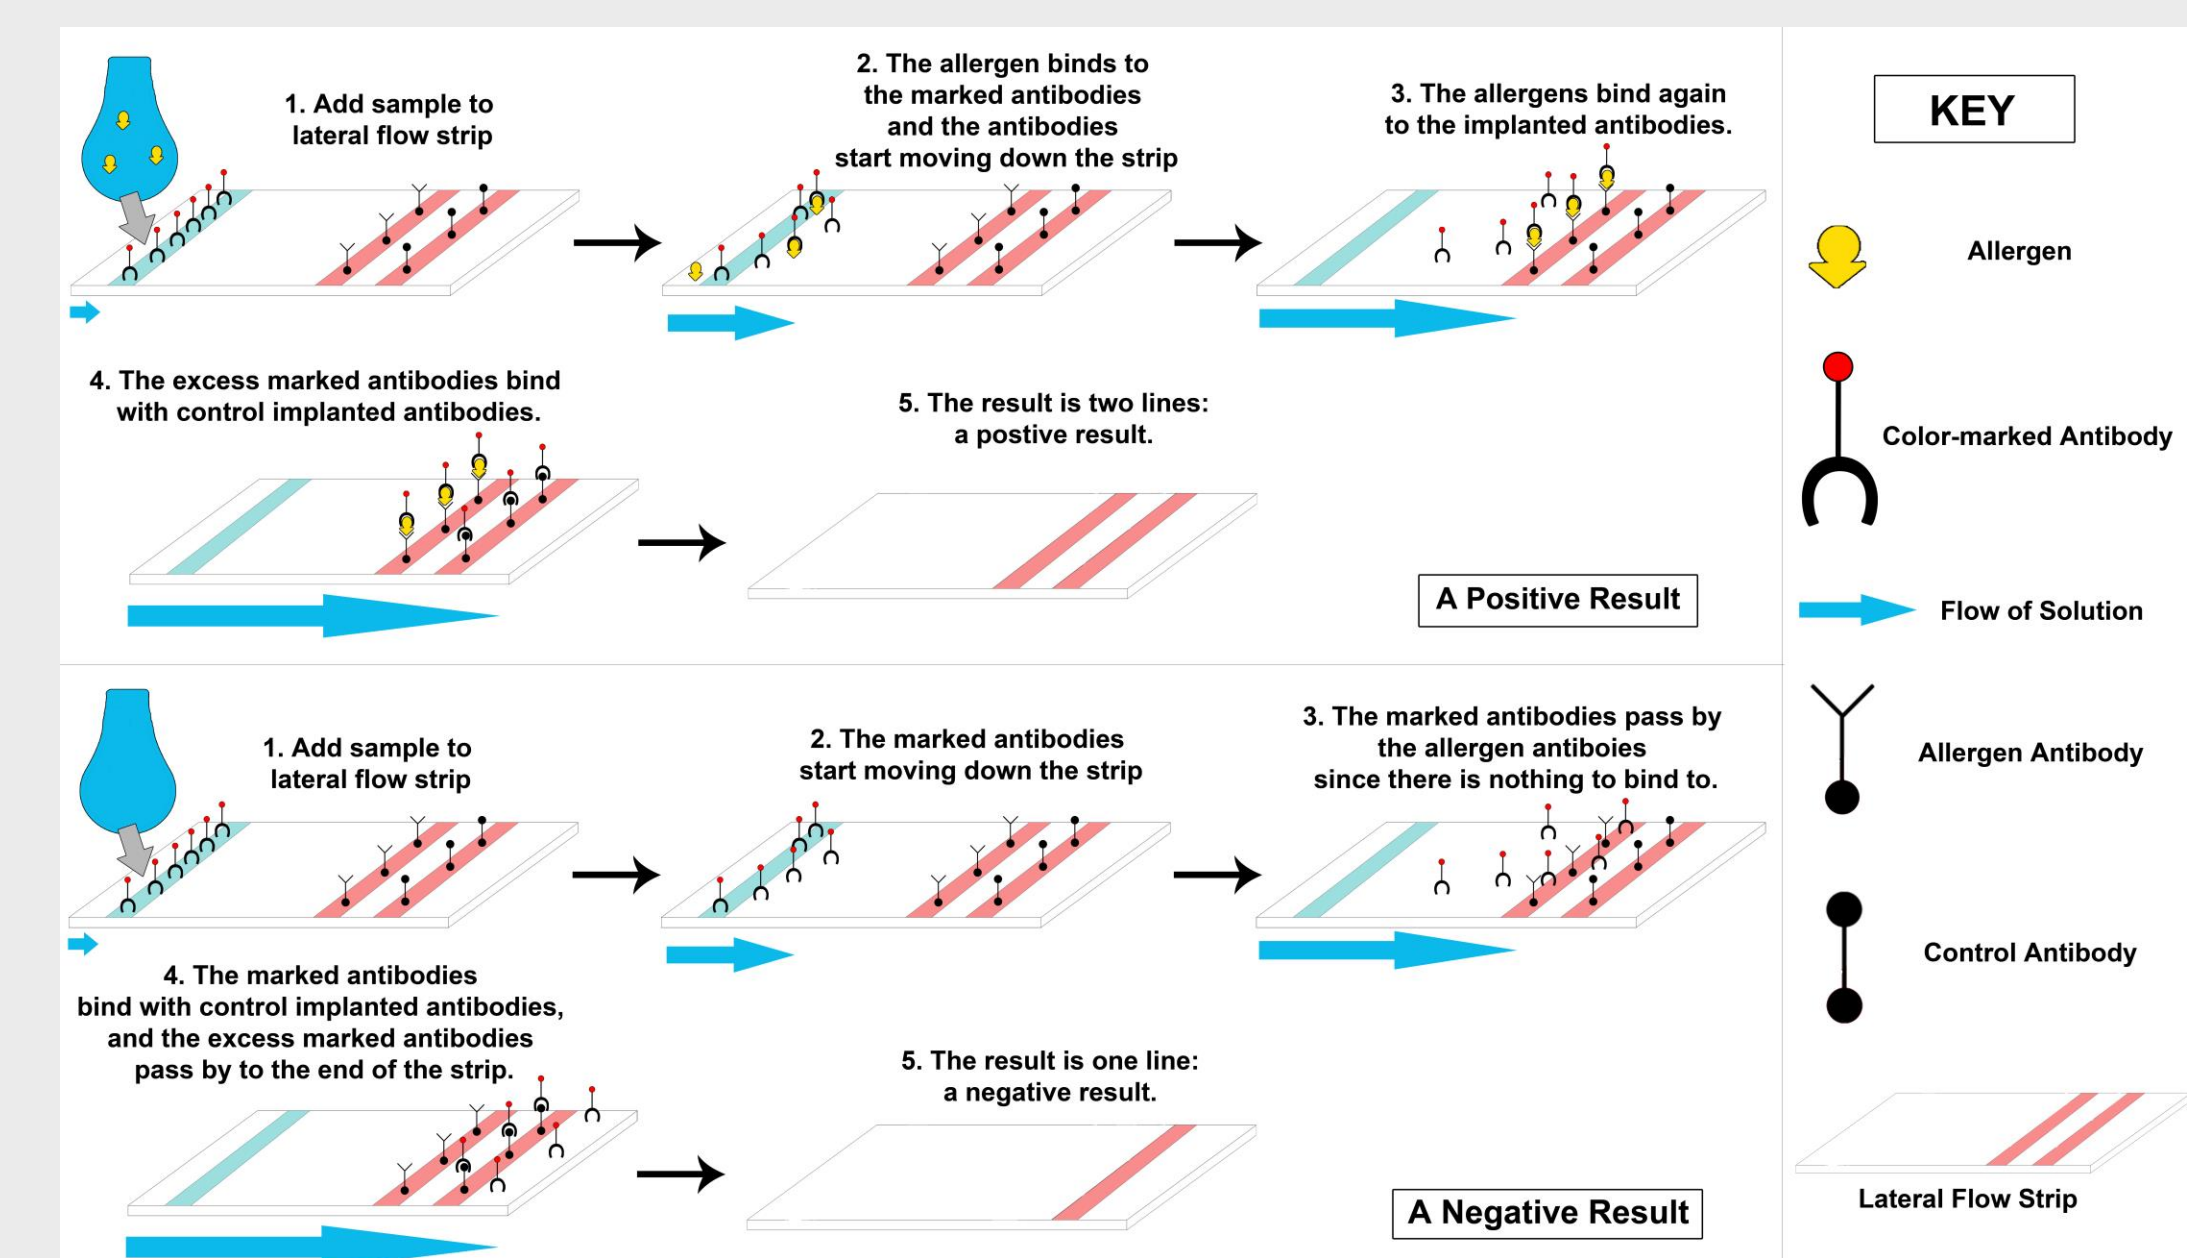 1. Add sample to
lateral flow strip
2. The allergen binds to
the marked antibodies
and the antibodies
start moving down the strip
3. The allergens bind again
to the implanted antibodies.
4. The excess marked antibodies bind
with control implanted antibodies.
5. The result is two lines:
a postive result.
A Positive Result
1. Add sample to
lateral flow strip
2. The marked antibodies
start moving down the strip
3. The marked antibodies pass by
the allergen antiboies
since there is nothing to bind to.
4. The marked antibodies
bind with control implanted antibodies,
and the excess marked antibodies
pass by to the end of the strip.
5. The result is one line:
a negative result.
A Negative Result
KEY
Allergen
Color-marked Antibody
Flow of Solution
Allergen Antibody
Control Antibody
Lateral Flow Strip